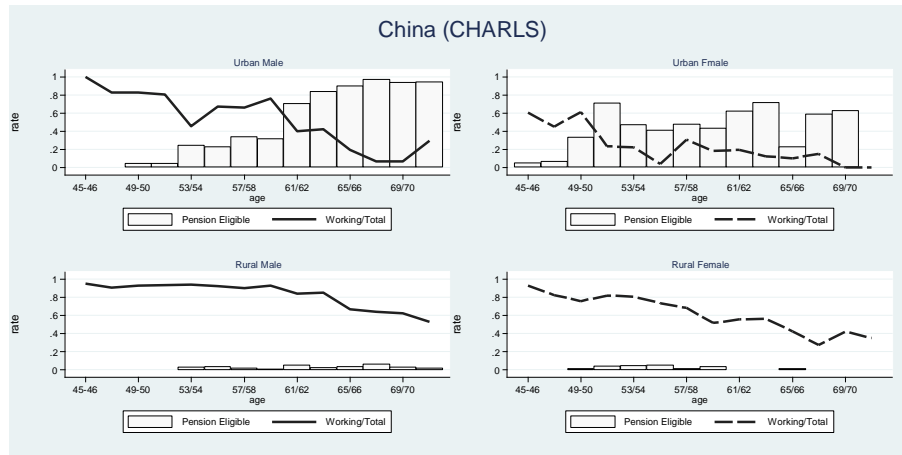 China (CHARLS)
Urban Male
1
.8
.6
.4
.2
0
rate
45-46 49-50 53/54 57/58 61/62 65/66 69/70
age
Pension Eligible Working/Total
Urban Fmale
1
.8
.6
.4
.2
0
rate
45-46 49-50 53/54 57/58 61/62 65/66 69/70
age
Pension Eligible Working/Total
Rural Male
1
.8
.6
.4
.2
0
rate
45-46 49-50 53/54 57/58 61/62 65/66 69/70
age
Pension Eligible Working/Total
Rural Female
1
.8
.6
.4
.2
0
rate
45-46 49-50 53/54 57/58 61/62 65/66 69/70
age
Pension Eligible Working/Total